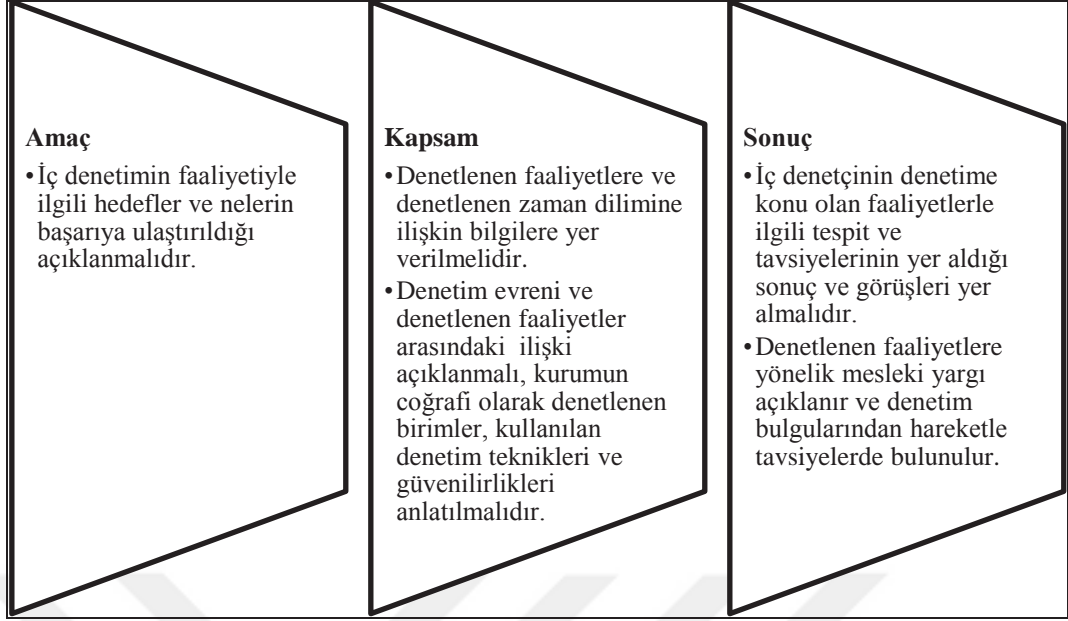 Amaç
•İç denetimin faaliyetiyle
ilgili hedefler ve nelerin
başarıya ulaştırıldığı
açıklanmalıdır.
Kapsam
•Denetlenen faaliyetlere ve
denetlenen zaman dilimine
ilişkin bilgilere yer
verilmelidir.
•Denetim evreni ve
denetlenen faaliyetler
arasındaki ilişki
açıklanmalı, kurumun
coğrafi olarak denetlenen
birimler, kullanılan
denetim teknikleri ve
güvenilirlikleri
anlatılmalıdır.
Sonuç
•İç denetçinin denetime
konu olan faaliyetlerle
ilgili tespit ve
tavsiyelerinin yer aldığı
sonuç ve görüşleri yer
almalıdır.
•Denetlenen faaliyetlere
yönelik mesleki yargı
açıklanır ve denetim
bulgularından hareketle
tavsiyelerde bulunulur.